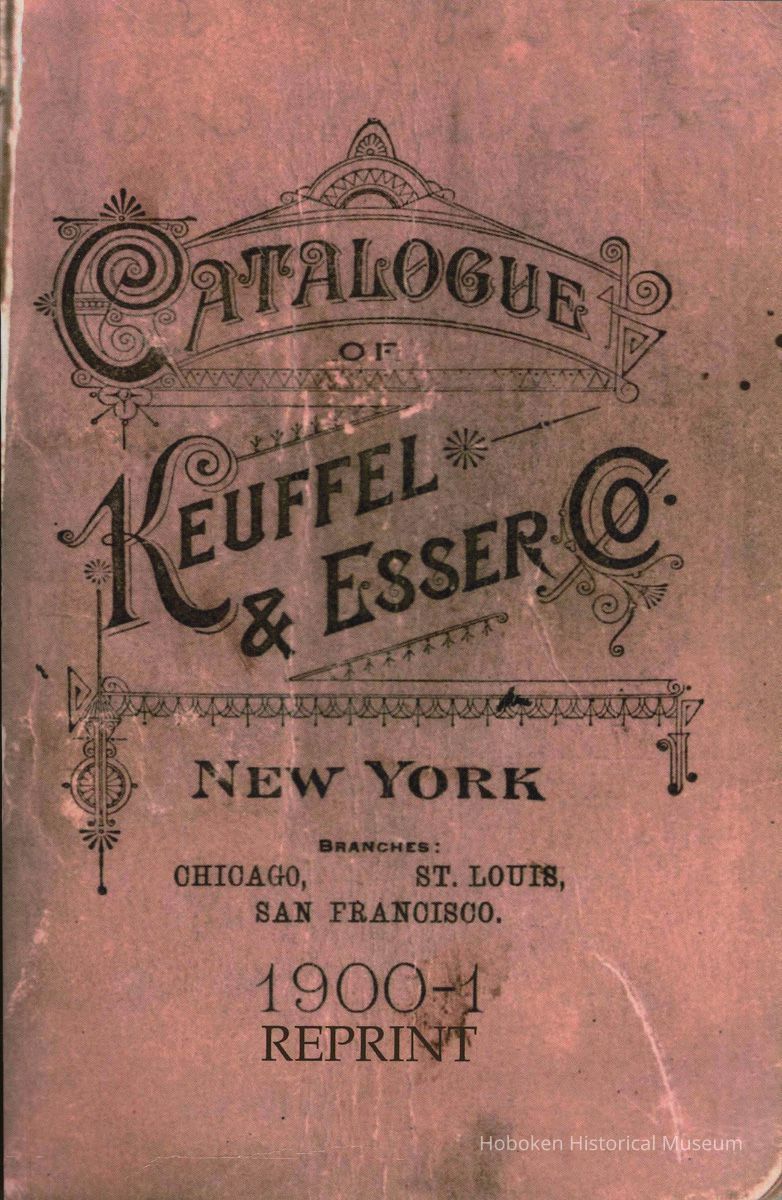 CATALOGUE
OF
KEUFFEL
& ESSER CO.
NEW YORK
BRANCHES:
CHICAGO, ST. LOUIS,
SAN FRANCISCO.
1900-1
REPRINT
Hoboken Historical Museum